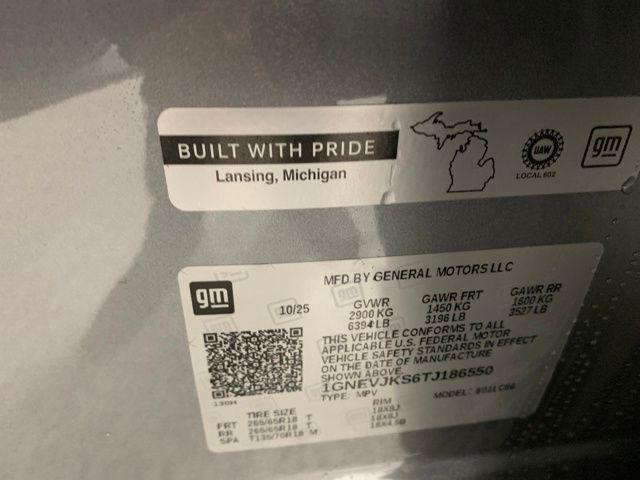 BUILT WITH PRIDE
Lansing, Michigan
UAW
LOCAL 602
gm
gm
MFD BY GENERAL MOTORS LLC
10/25
GVWR
2900 KG
6394 LB
GAWR FRT
1450 KG
3196 LB
GAWR RR
1600 KG
3527 LB
THIS VEHICLE CONFORMS TO ALL
APPLICABLE U.S. FEDERAL MOTOR
VEHICLE SAFETY STANDARDS IN EFFECT
ON THE DATE OF MANUFACTURE
SHOWN ABOVE.
1GNEVJKS6TJ186550
TYPE: MPV
MODEL:
TIRE SIZE
RIM
FRT 265/65R18 T 18X8J
RR 265/65R18 T 18X8J
SPA T135/70R18 M 18X4.5B